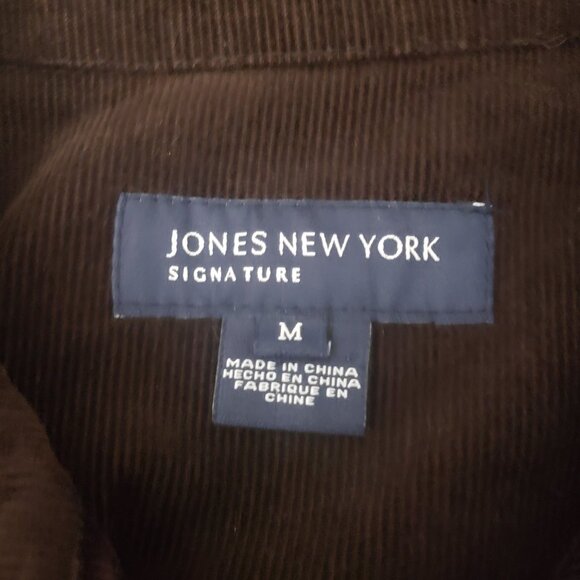 JONES NEW YORK
SIGNATURE
M
MADE IN CHINA
HECHO EN CHINA
FABRIQUE EN
CHINE